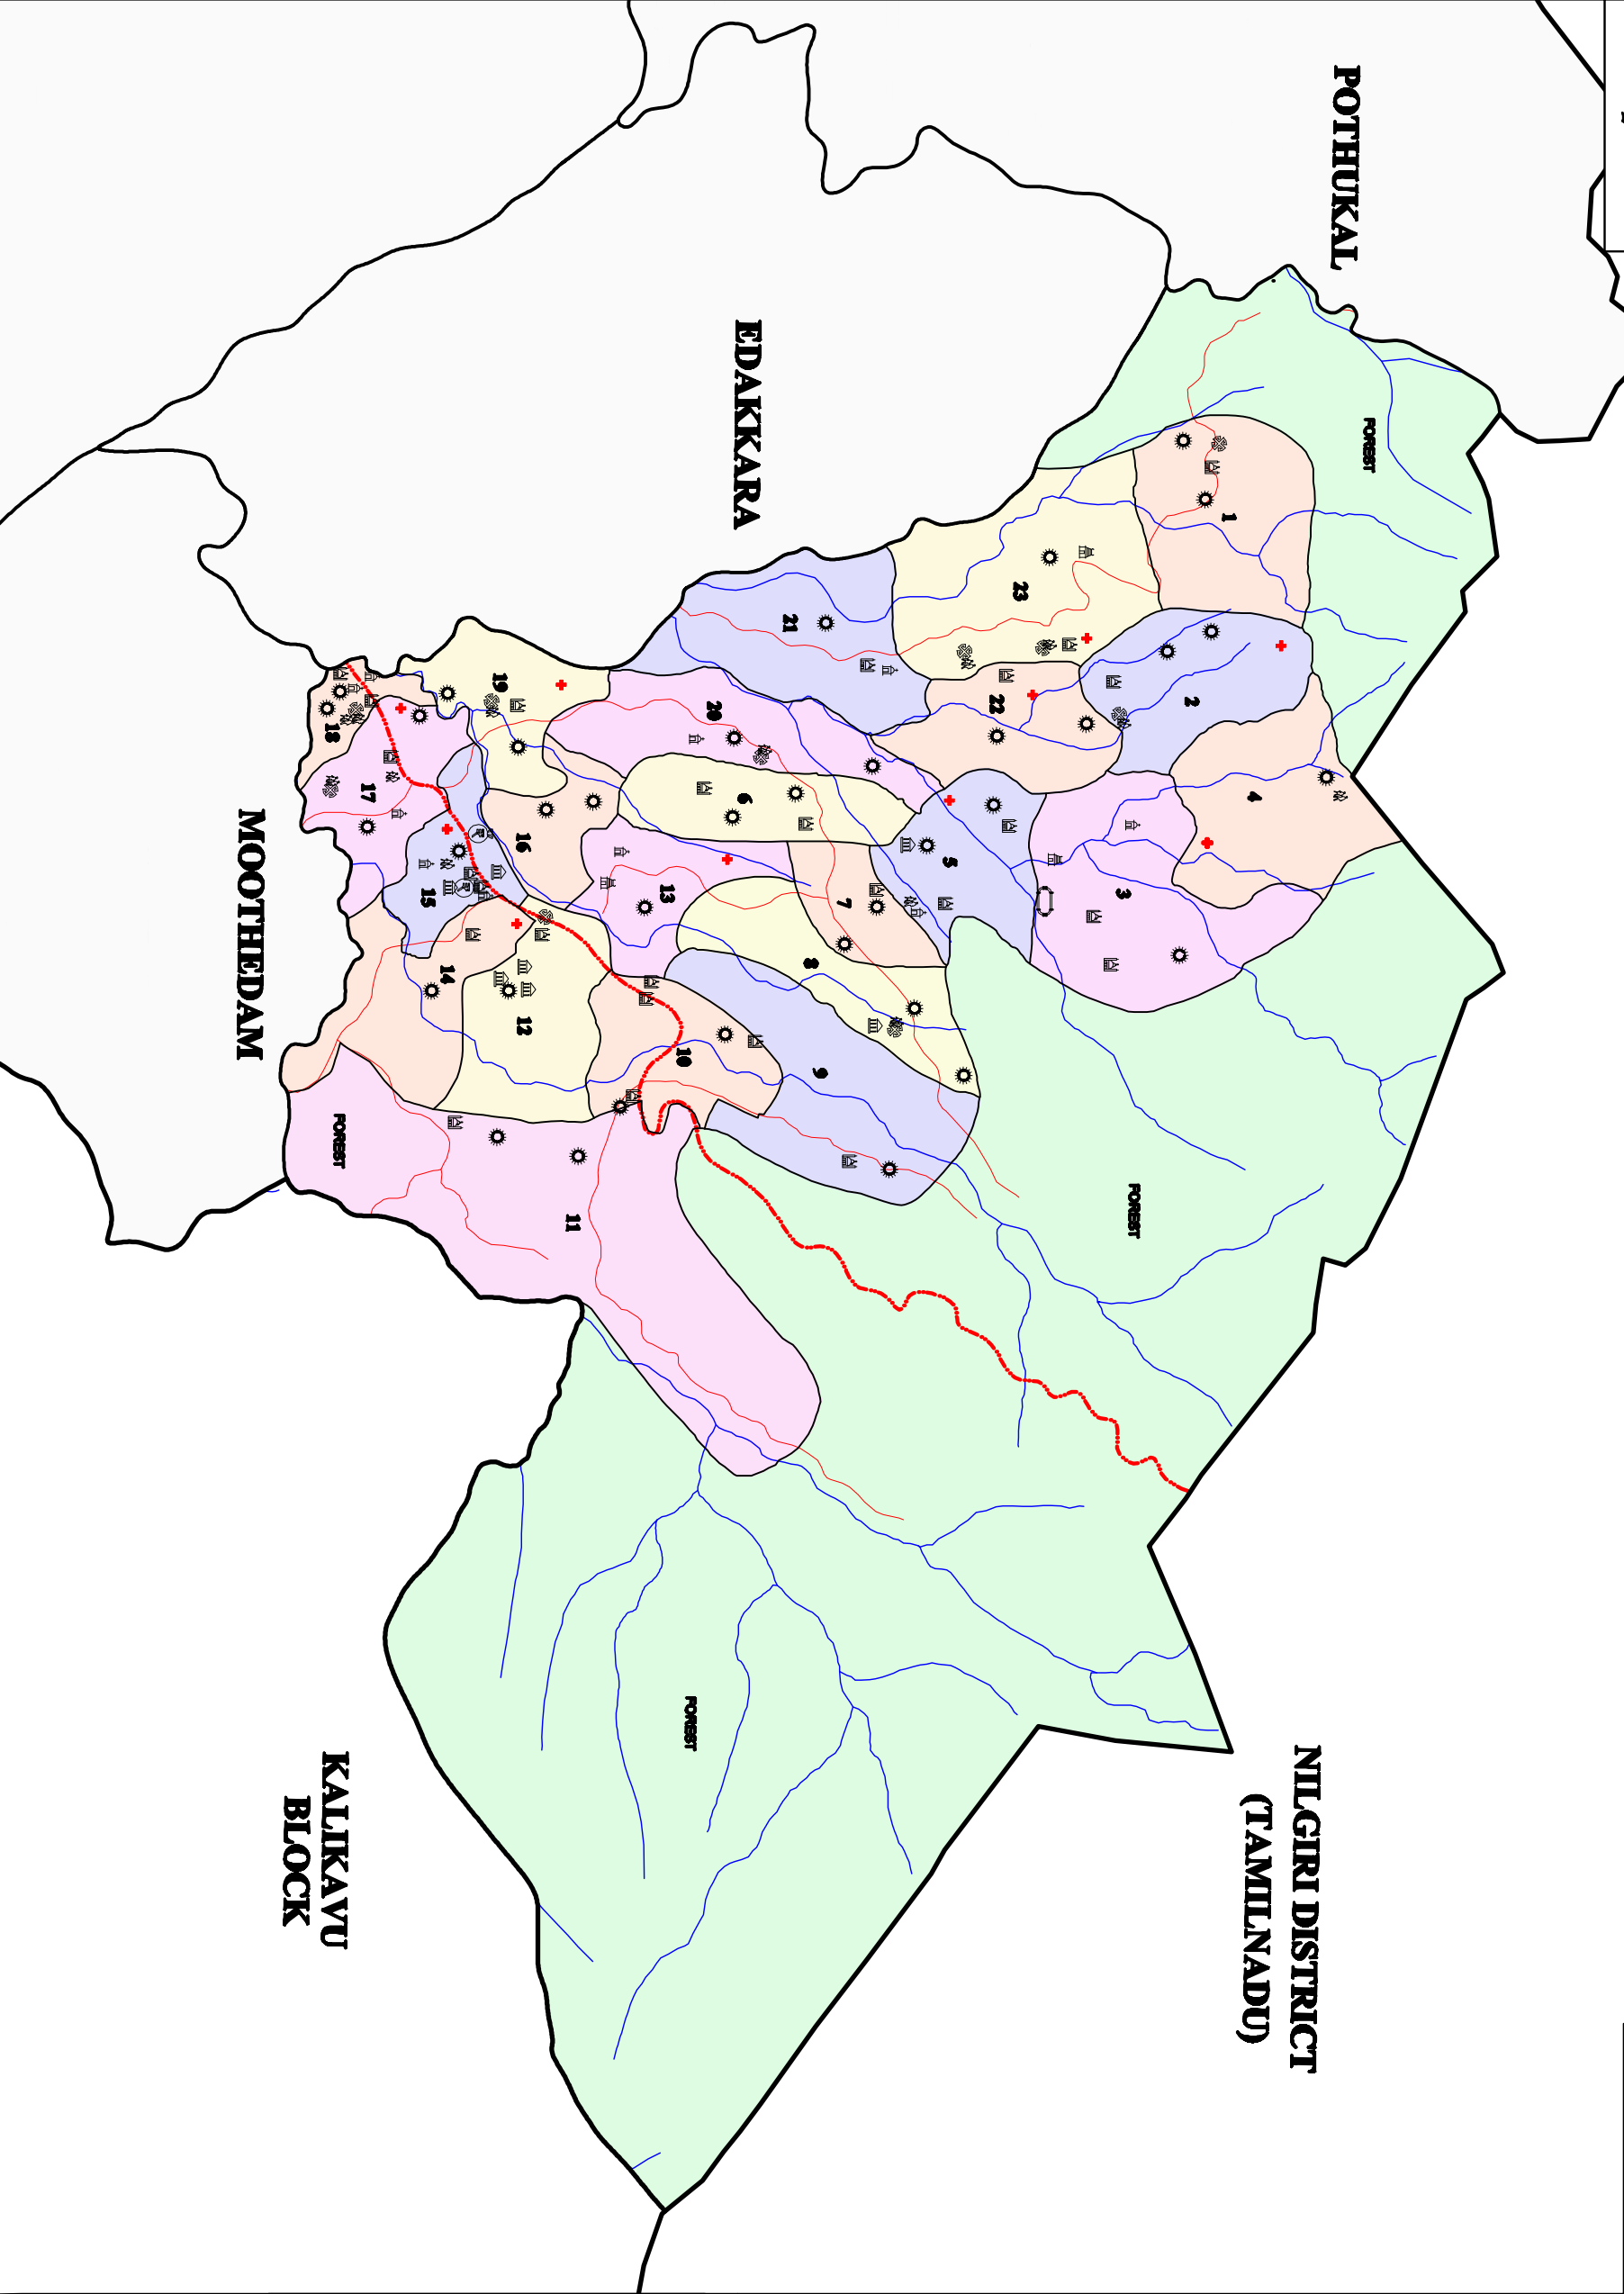 FOREST
POTHUKAL
NILGIRI DISTRICT
(TAMILNADU)
4
1
2
FOREST
3
23
22
5
7
9
8
21
EDAKKARA
6
20
FOREST
10
13
11
12
16
19
14
15
17
FOREST
18
KALIKAVU
BLOCK
MOOTHEDAM